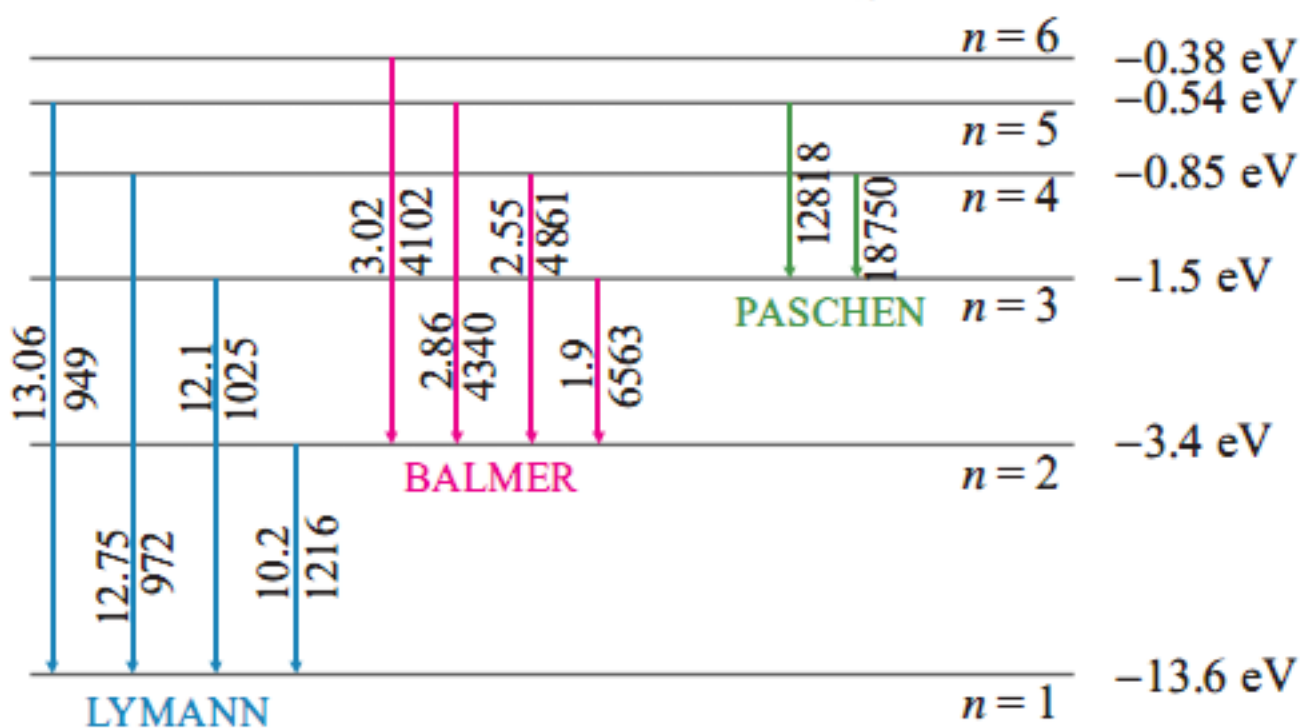 n = 6 −0.38 eV
−0.54 eV
n = 5
−0.85 eV
n = 4
12818
18750
3.02
4102
2.55
4861
−1.5 eV
PASCHEN n = 3
13.06
949
12.1
1025
2.86
4340
1.9
6563
−3.4 eV
BALMER n = 2
12.75
972
10.2
1216
−13.6 eV
LYMANN n = 1